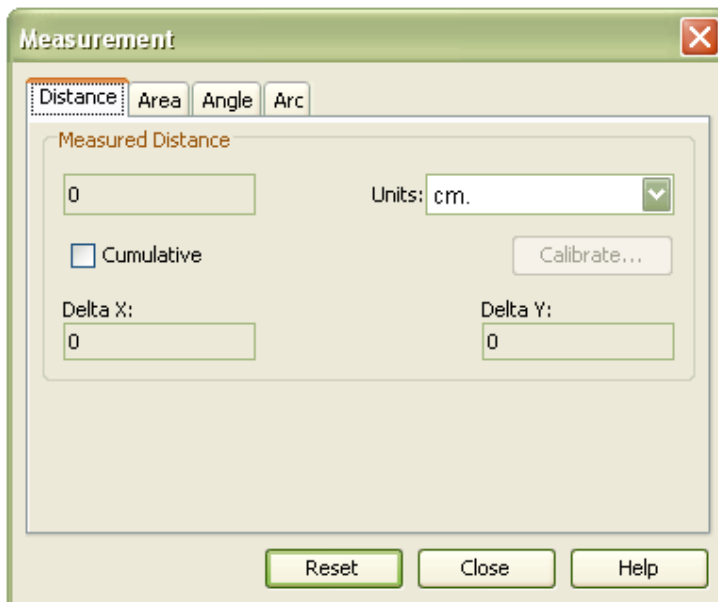 Measurement
Distance Area Angle Arc
Measured Distance
0 Units: cm.
Cumulative Calibrate...
Delta X: Delta Y:
0 0
Reset Close Help